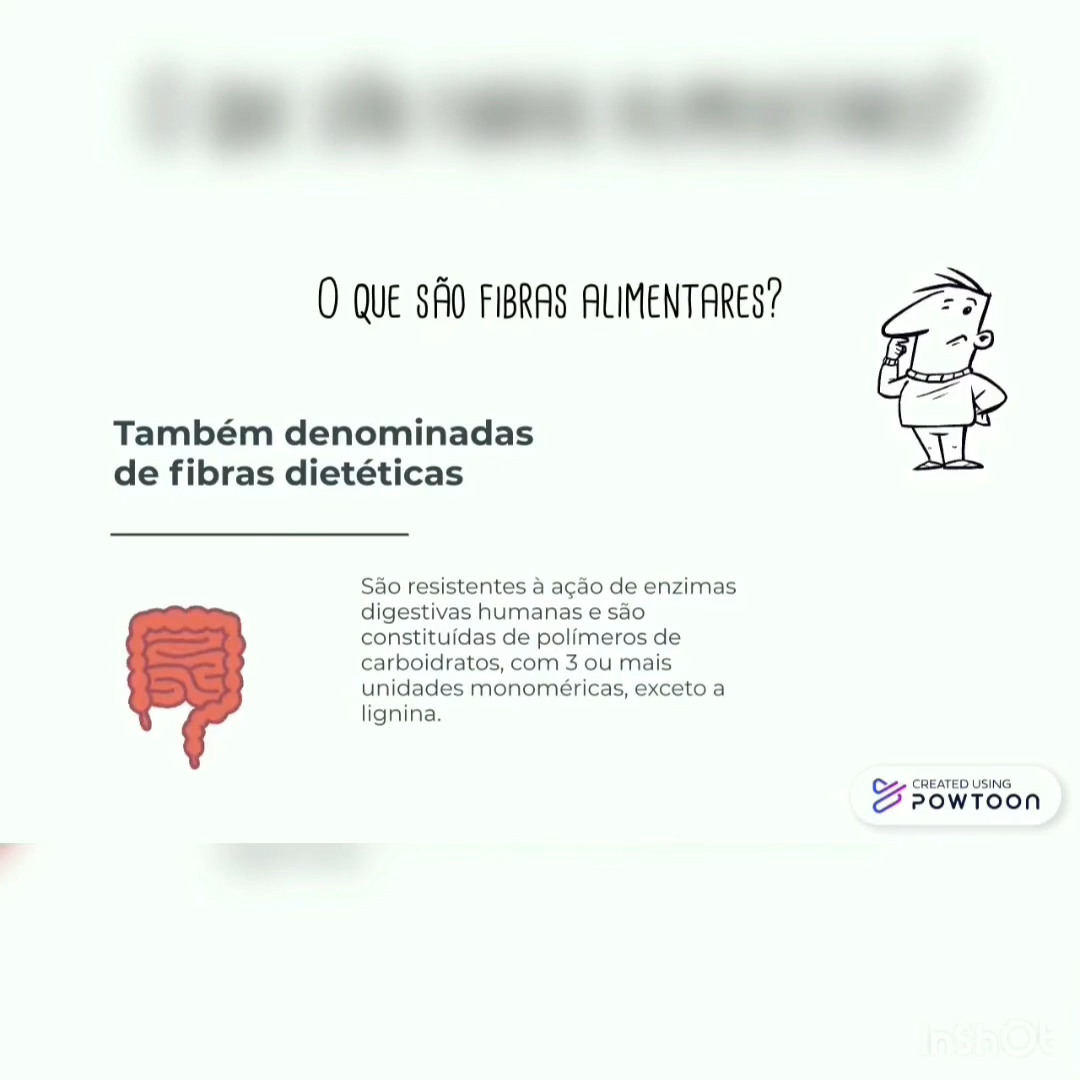 O QUE SÃO FIBRAS ALIMENTARES?
Também denominadas
de fibras dietéticas
São resistentes à ação de enzimas
digestivas humanas e são
constituídas de polímeros de
carboidratos, com 3 ou mais
unidades monoméricas, exceto a
lignina.
CREATED USING
POWTOON
InShOt